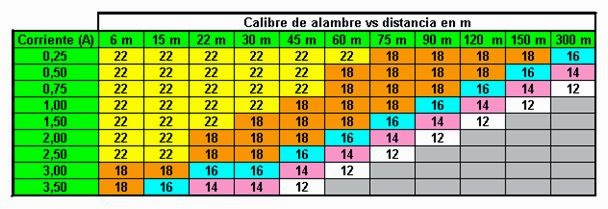 Calibre de alambre vs distancia en m
Corriente (A) 6 m 15 m 22 m 30 m 45 m 60 m 75 m 90 m 120 m 150 m 300 m
0,25 22 22 22 22 22 22 18 18 18 18 16
0,50 22 22 22 22 22 18 18 18 18 16 14
0,75 22 22 22 22 22 18 18 18 16 14 12
1,00 22 22 22 22 18 18 18 16 14 12
1,50 22 22 22 18 18 18 16 14 12
2,00 22 22 18 18 18 16 14 12
2,50 22 22 18 18 16 14 12
3,00 18 18 16 16 14 12
3,50 18 16 14 14 12